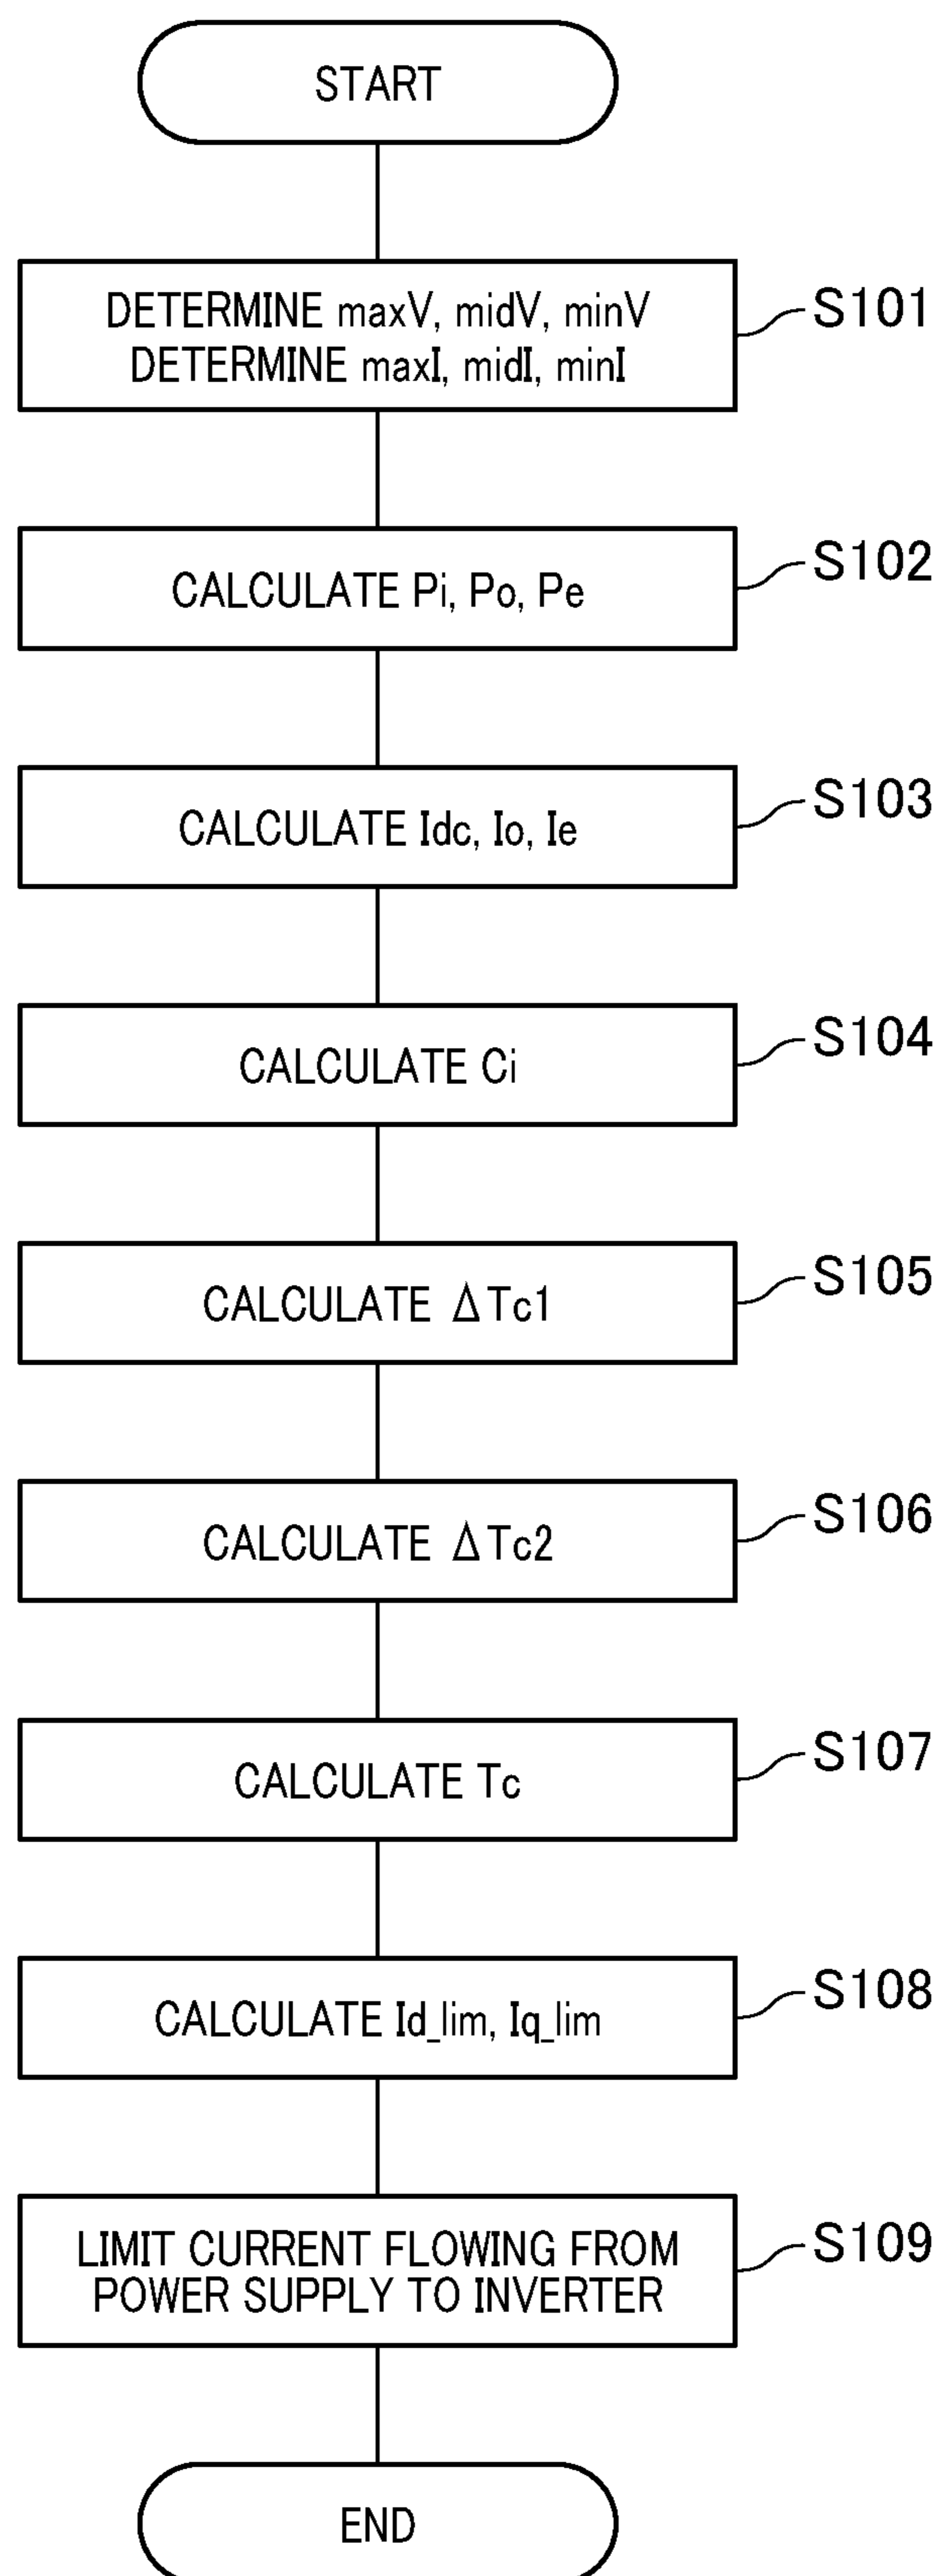 START
DETERMINE maxV, midV, minV
DETERMINE maxI, midI, minI
S101
CALCULATE Pi, Po, Pe
S102
CALCULATE Idc, Io, Ie
S103
CALCULATE Ci
S104
CALCULATE ΔTc1
S105
CALCULATE ΔTc2
S106
CALCULATE Tc
S107
CALCULATE Id_lim, Iq_lim
S108
LIMIT CURRENT FLOWING FROM
POWER SUPPLY TO INVERTER
S109
END